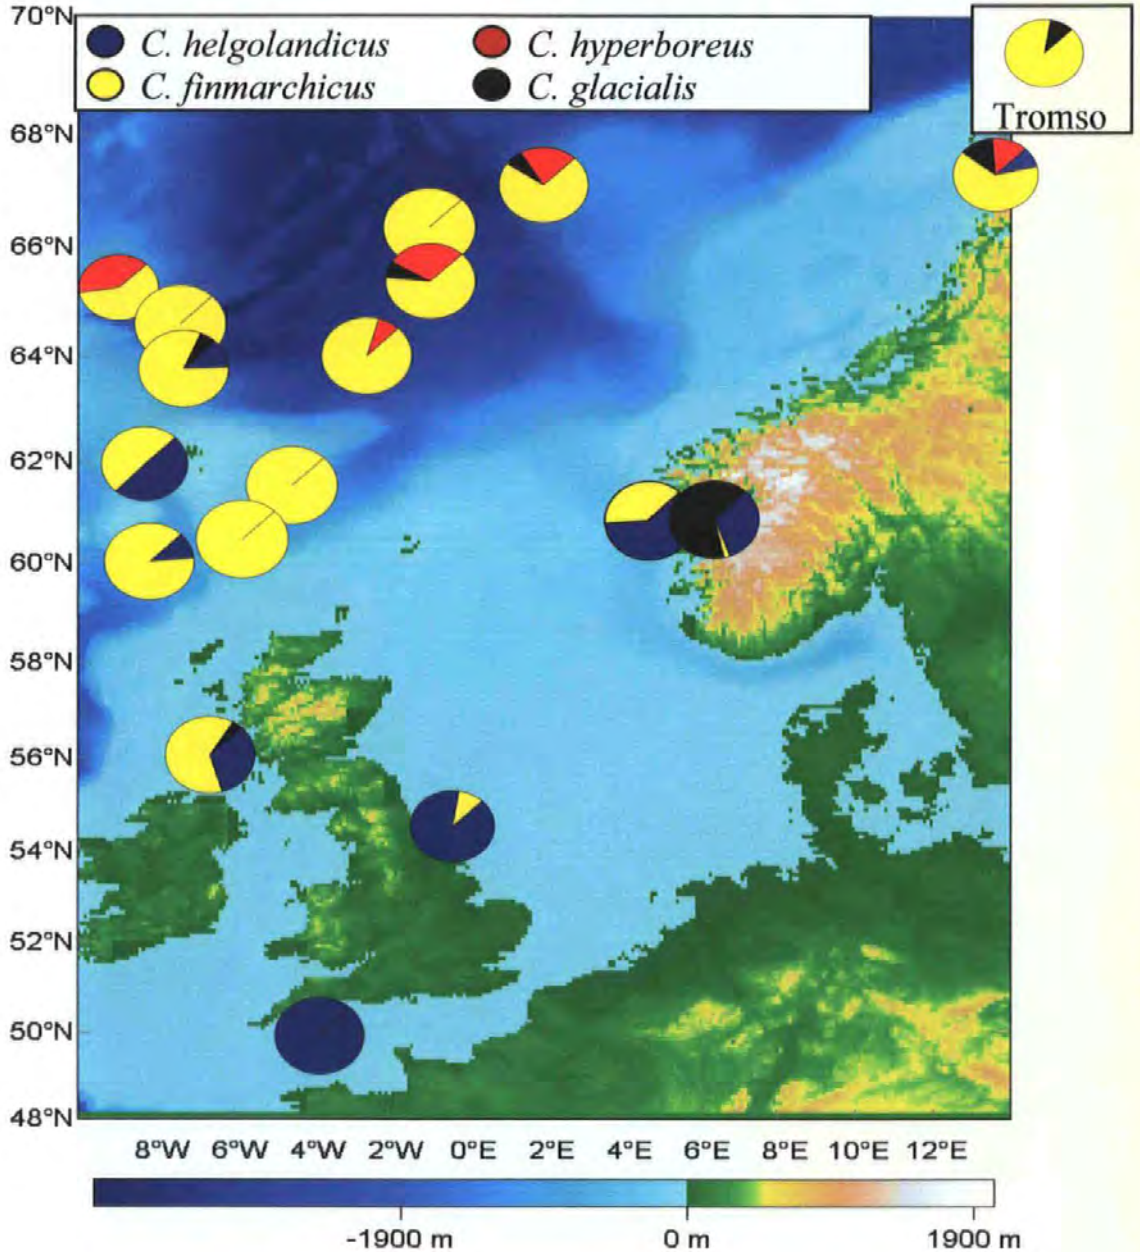 70°N
C. helgolandicus
C. hyperboreus
C. finmarchicus
C. glacialis
Tromso
68°N
66°N
64°N
62°N
60°N
58°N
56°N
54°N
52°N
50°N
48°N
8°W 6°W 4°W 2°W 0°E 2°E 4°E 6°E 8°E 10°E 12°E
-1900 m 0 m 1900 m